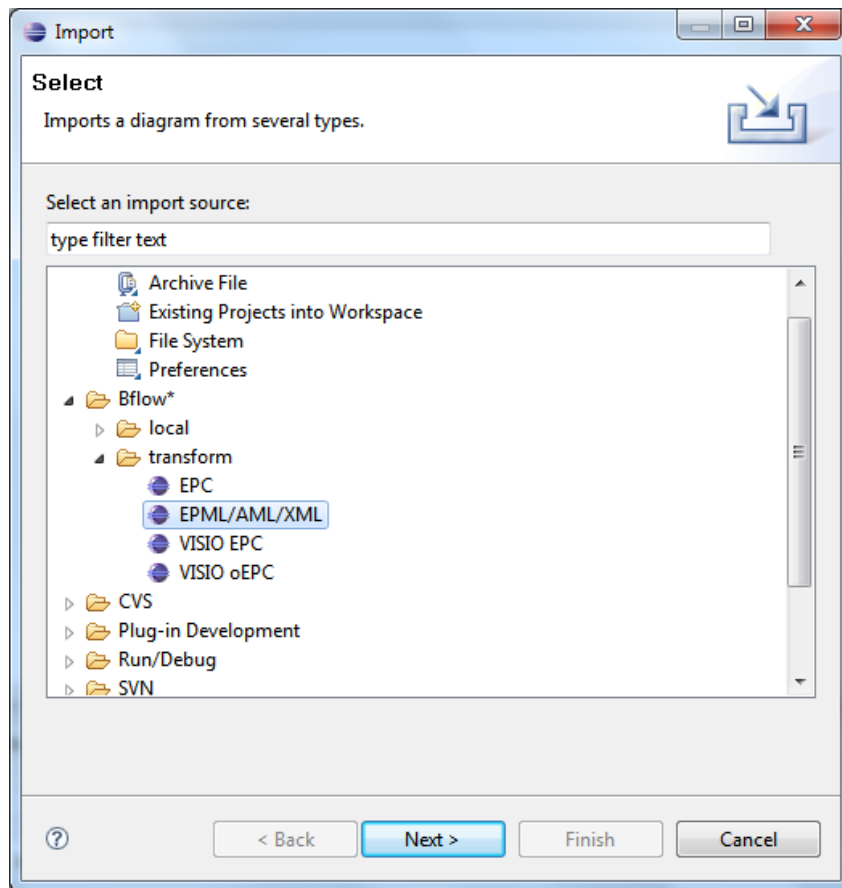 Import
Select
Imports a diagram from several types.
Select an import source:
type filter text
Archive File
Existing Projects into Workspace
File System
Preferences
Bflow*
local
transform
EPC
EPML/AML/XML
VISIO EPC
VISIO oEPC
CVS
Plug-in Development
Run/Debug
SVN
< Back Next > Finish Cancel